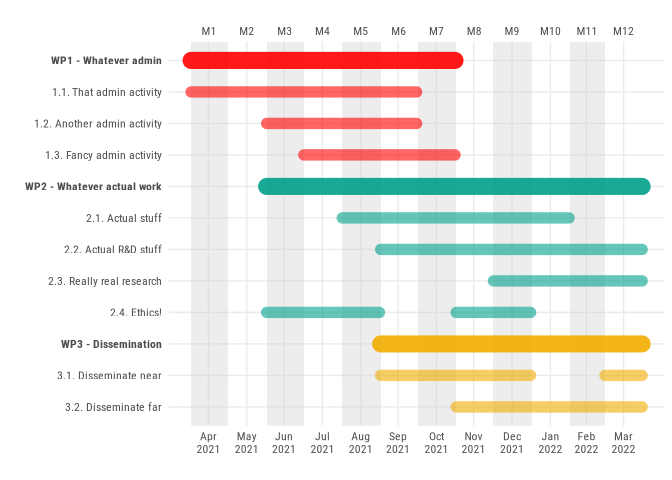 M1 M2 M3 M4 M5 M6 M7 M8 M9 M10 M11 M12
WP1 - Whatever admin
1.1. That admin activity
1.2. Another admin activity
1.3. Fancy admin activity
WP2 - Whatever actual work
2.1. Actual stuff
2.2. Actual R&D stuff
2.3. Really real research
2.4. Ethics!
WP3 - Dissemination
3.1. Disseminate near
3.2. Disseminate far
Apr May Jun Jul Aug Sep Oct Nov Dec Jan Feb Mar
2021 2021 2021 2021 2021 2021 2021 2021 2021 2022 2022 2022